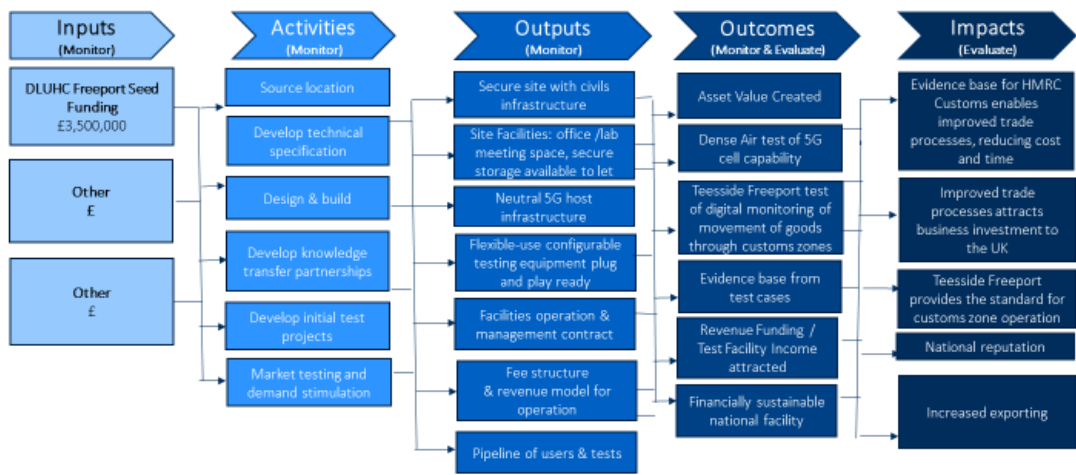 Inputs
(Monitor)
Activities
(Monitor)
Outputs
(Monitor)
Outcomes
(Monitor & Evaluate)
Impacts
(Evaluate)
DLUHC Freeport Seed
Funding
£3,500,000
Other
£
Other
£
Source location
Develop technical
specification
Design & build
Develop knowledge
transfer partnerships
Develop initial test
projects
Market testing and
demand stimulation
Secure site with civils
infrastructure
Site Facilities: office /lab
meeting space, secure
storage available to let
Neutral 5G host
infrastructure
Flexible-use configurable
testing equipment plug
and play ready
Facilities operation &
management contract
Fee structure
& revenue model for
operation
Pipeline of users & tests
Asset Value Created
Dense Air test of 5G
cell capability
Teesside Freeport test
of digital monitoring of
movement of goods
through customs zones
Evidence base from
test cases
Revenue Funding /
Test Facility Income
attracted
Financially sustainable
national facility
Evidence base for HMRC
Customs enables
improved trade
processes, reducing cost
and time
Improved trade
processes attracts
business investment to
the UK
Teesside Freeport
provides the standard for
customs zone operation
National reputation
Increased exporting